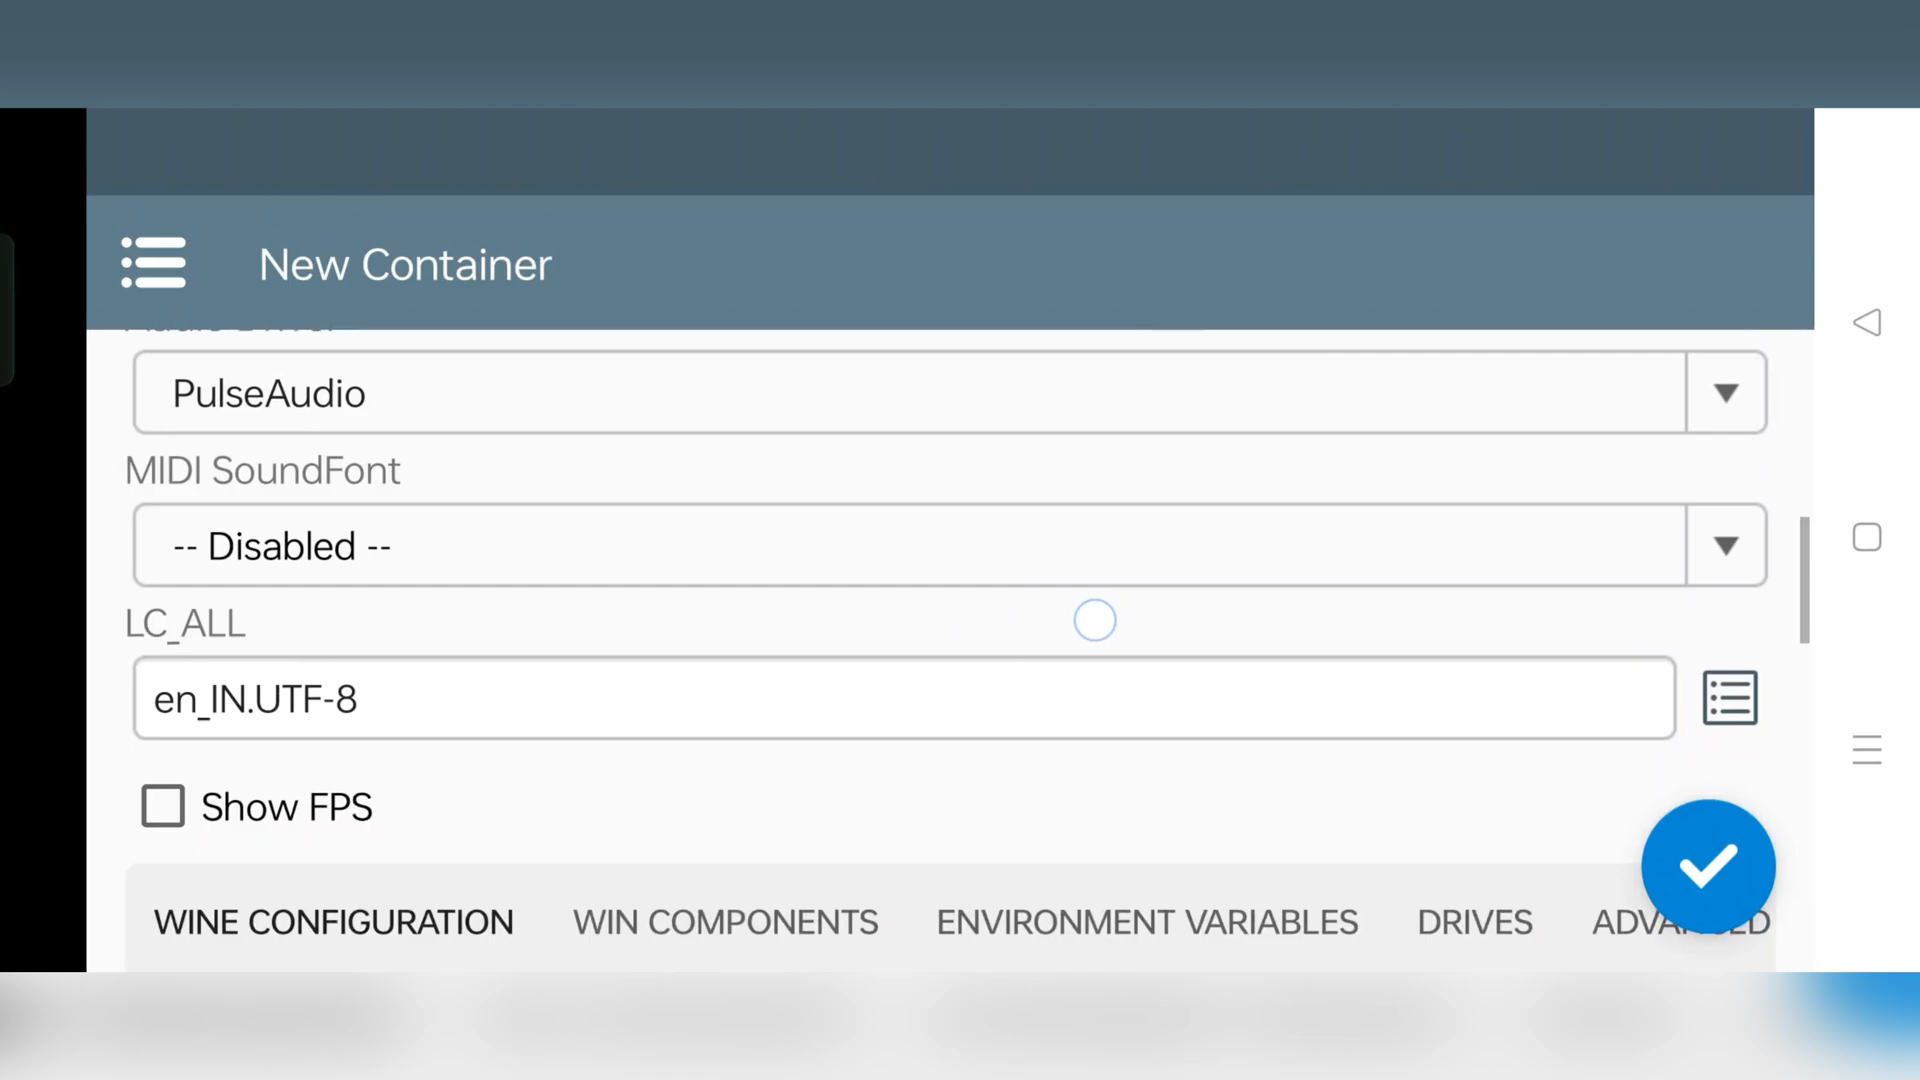 New Container
PulseAudio
MIDI SoundFont
-- Disabled --
LC_ALL
en_IN.UTF-8
Show FPS
WINE CONFIGURATION WIN COMPONENTS ENVIRONMENT VARIABLES DRIVES